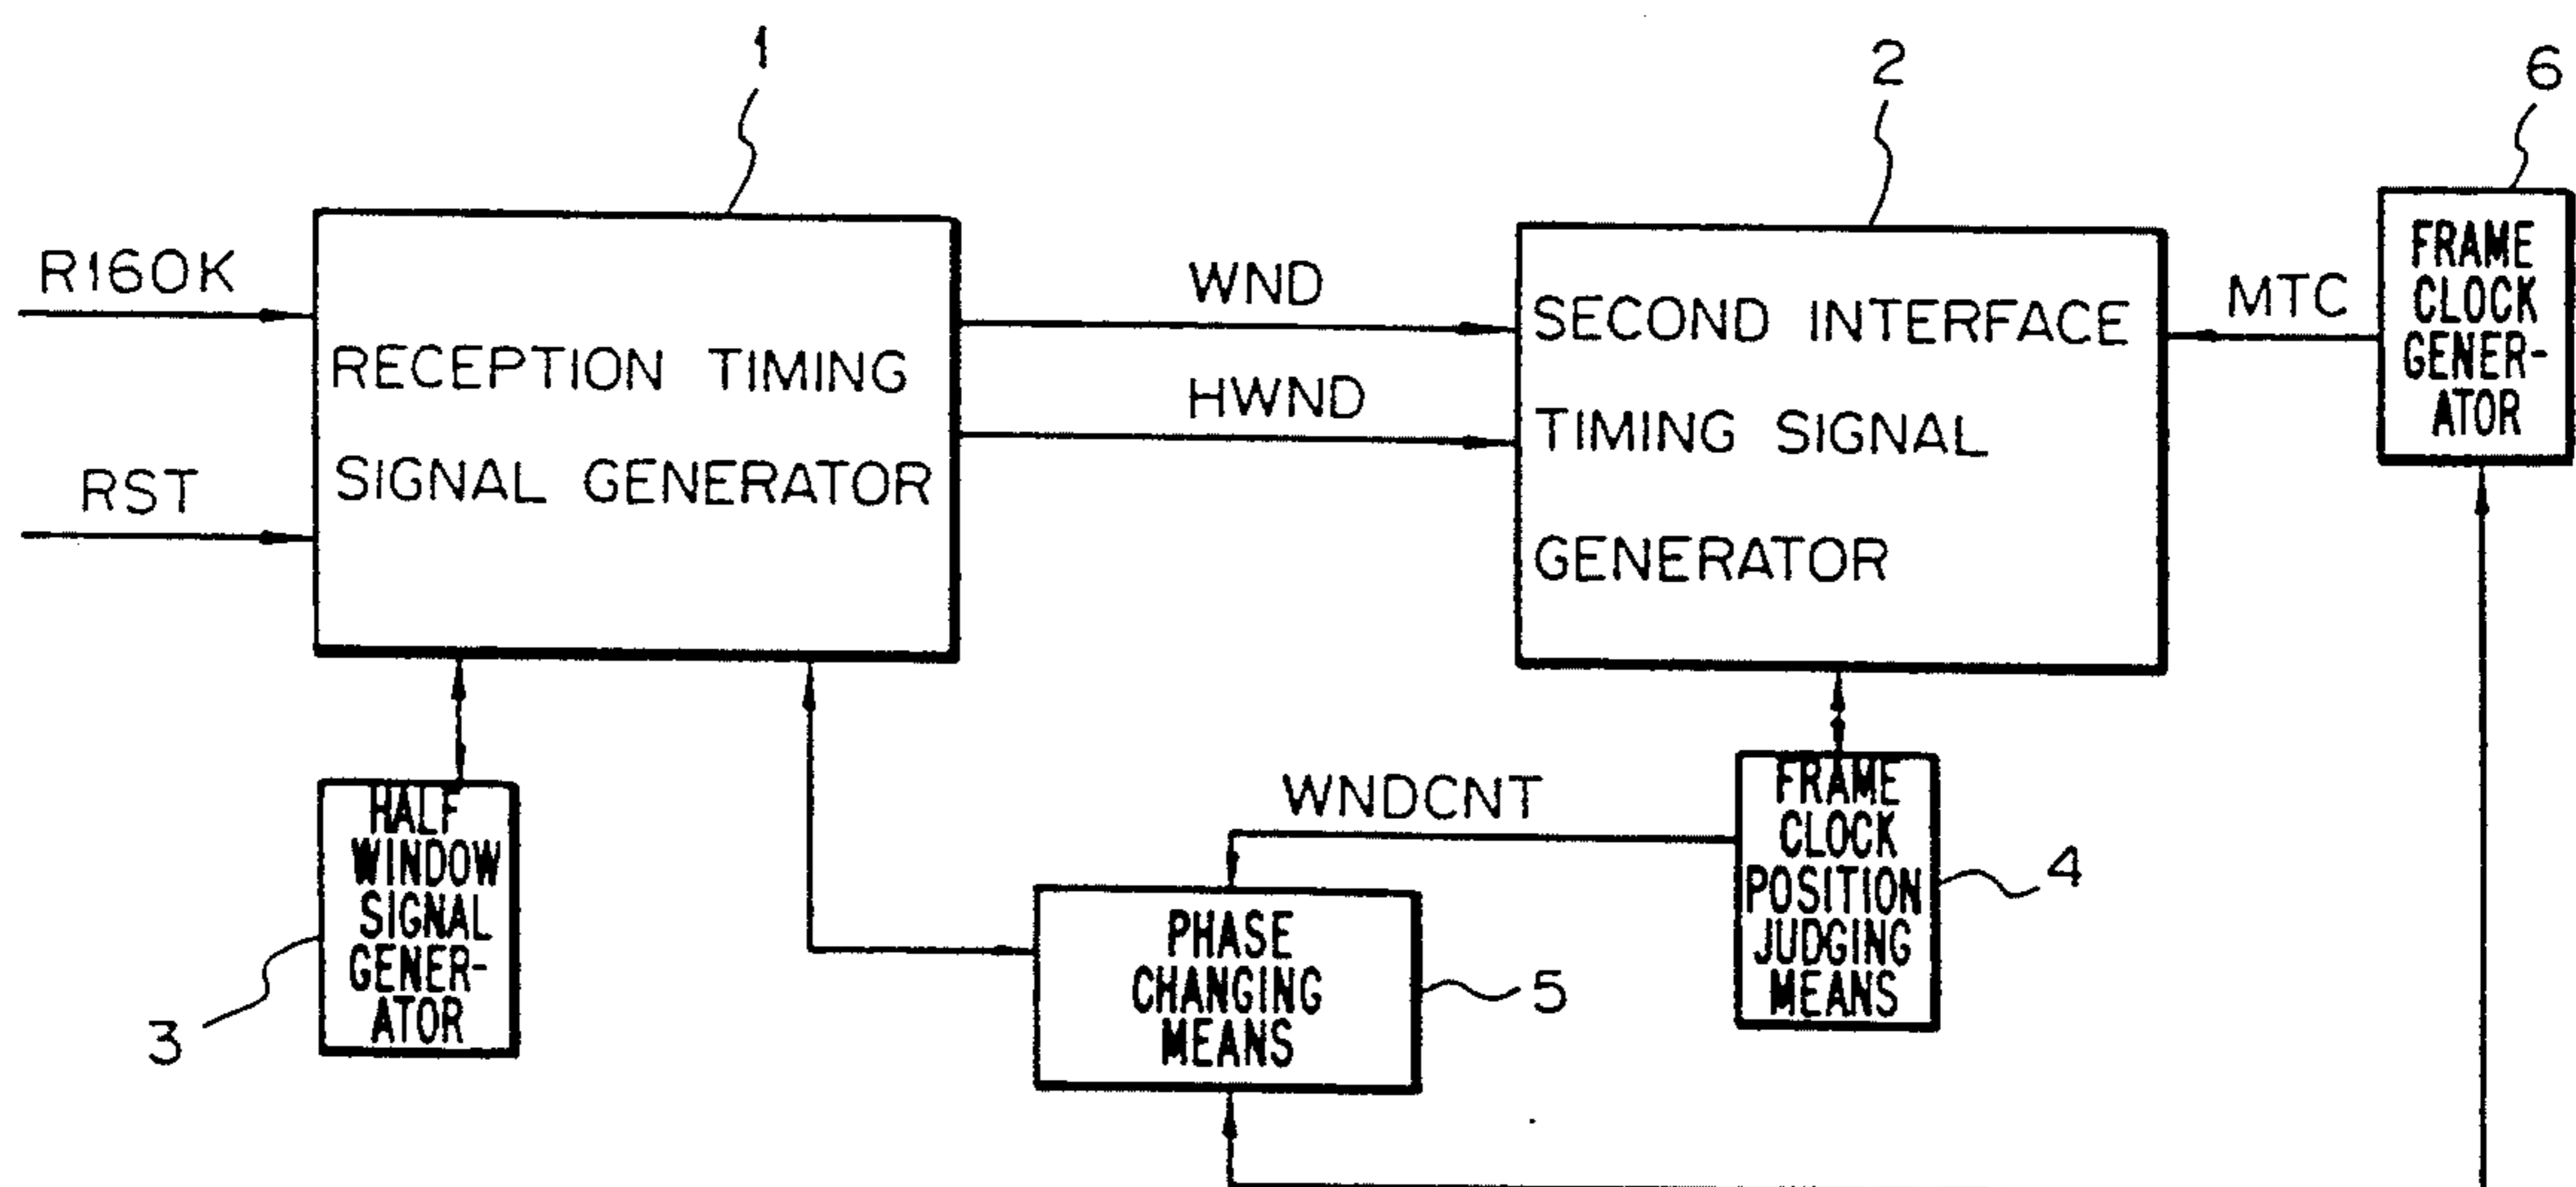 1
2
6
R160K
RST
RECEPTION TIMING
SIGNAL GENERATOR
WND
HWND
SECOND INTERFACE
TIMING SIGNAL
GENERATOR
MTC
FRAME
CLOCK
GENER-
ATOR
HALF
WINDOW
SIGNAL
GENER-
ATOR
3
WNDCNT
PHASE
CHANGING
MEANS
5
FRAME
CLOCK
POSITION
JUDGING
MEANS
4